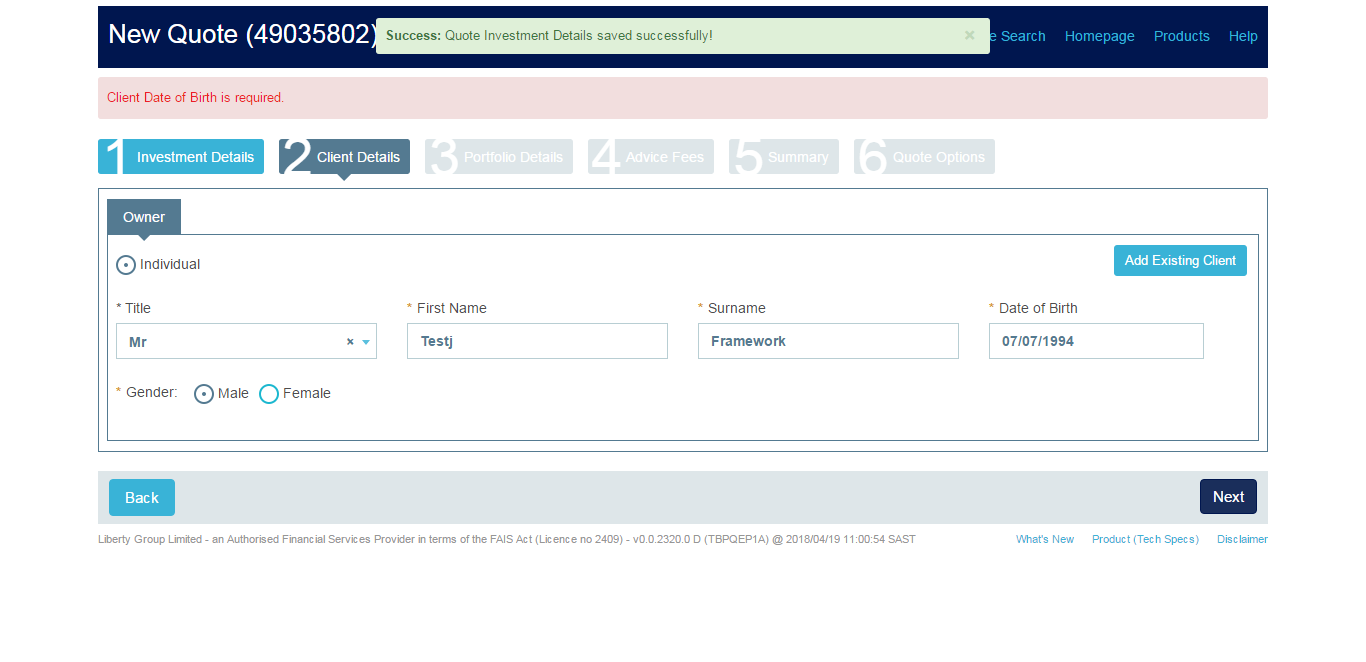 New Quote (49035802)
Success: Quote Investment Details saved successfully! ×
e Search Homepage Products Help
Client Date of Birth is required.
1 Investment Details 2 Client Details 3 Portfolio Details 4 Advice Fees 5 Summary 6 Quote Options
Owner
Individual Add Existing Client
* Title * First Name * Surname * Date of Birth
Mr × Testj Framework 07/07/1994
* Gender: Male Female
Back Next
Liberty Group Limited - an Authorised Financial Services Provider in terms of the FAIS Act (Licence no 2409) - v0.0.2320.0 D (TBPQEP1A) @ 2018/04/19 11:00:54 SAST What's New Product (Tech Specs) Disclaimer